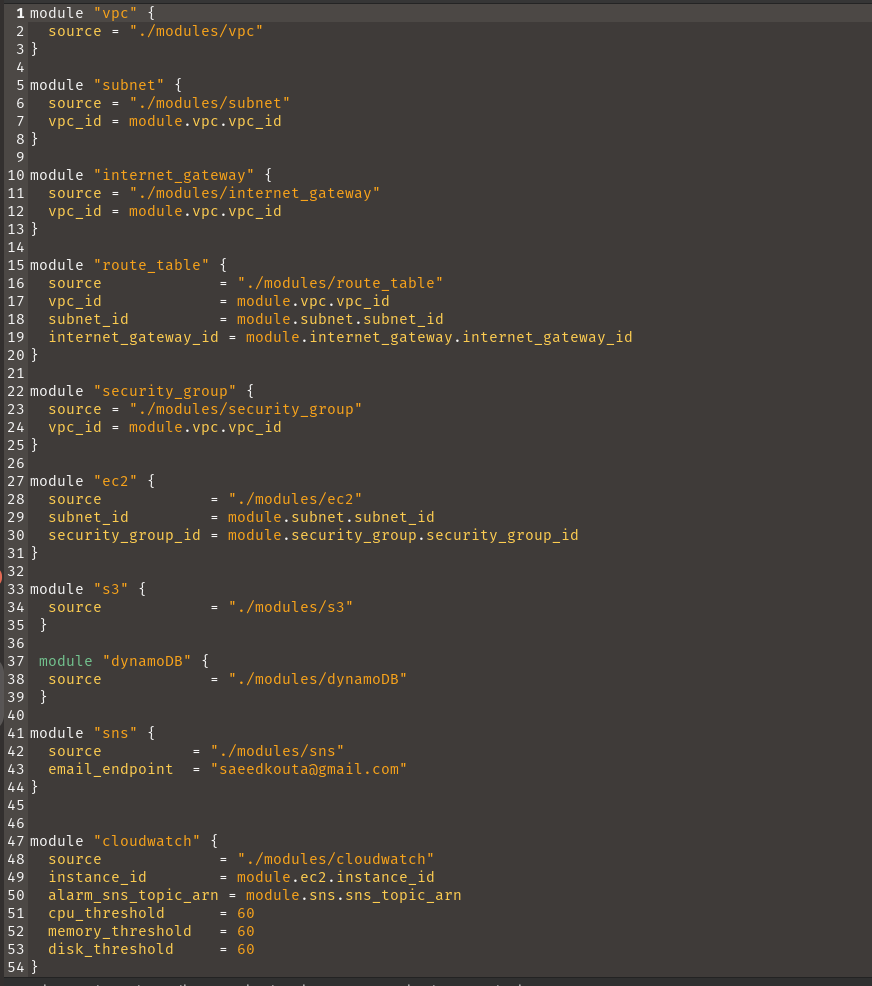 1 module "vpc" {
2   source = "./modules/vpc"
3 }
4
5 module "subnet" {
6   source = "./modules/subnet"
7   vpc_id = module.vpc.vpc_id
8 }
9
10 module "internet_gateway" {
11   source = "./modules/internet_gateway"
12   vpc_id = module.vpc.vpc_id
13 }
14
15 module "route_table" {
16   source             = "./modules/route_table"
17   vpc_id             = module.vpc.vpc_id
18   subnet_id          = module.subnet.subnet_id
19   internet_gateway_id = module.internet_gateway.internet_gateway_id
20 }
21
22 module "security_group" {
23   source = "./modules/security_group"
24   vpc_id = module.vpc.vpc_id
25 }
26
27 module "ec2" {
28   source            = "./modules/ec2"
29   subnet_id         = module.subnet.subnet_id
30   security_group_id = module.security_group.security_group_id
31 }
32
33 module "s3" {
34   source            = "./modules/s3"
35  }
36
37  module "dynamoDB" {
38   source            = "./modules/dynamoDB"
39  }
40
41 module "sns" {
42   source          = "./modules/sns"
43   email_endpoint  = "saeedkouta@gmail.com"
44 }
45
46
47 module "cloudwatch" {
48   source             = "./modules/cloudwatch"
49   instance_id        = module.ec2.instance_id
50   alarm_sns_topic_arn = module.sns.sns_topic_arn
51   cpu_threshold      = 60
52   memory_threshold   = 60
53   disk_threshold     = 60
54 }